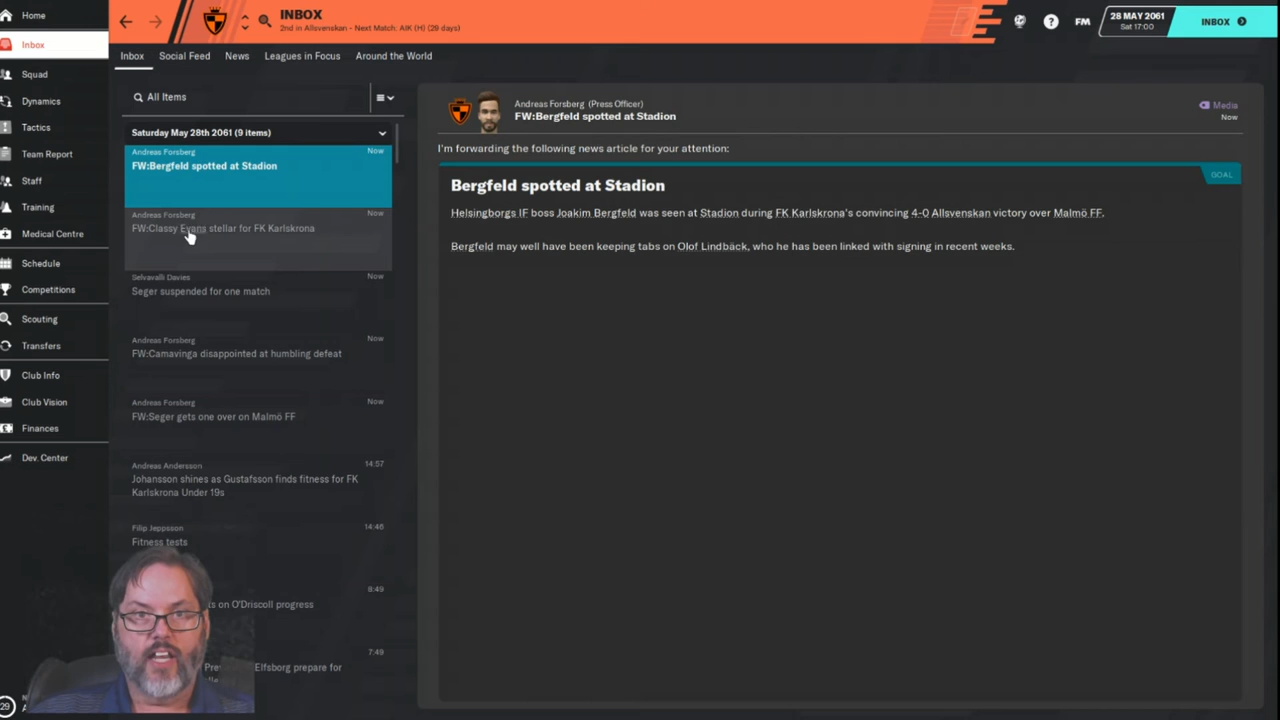 Home
Inbox
Squad
Dynamics
Tactics
Team Report
Staff
Training
Medical Centre
Schedule
Competitions
Scouting
Transfers
Club Info
Club Vision
Finances
Dev. Center
29
INBOX
2nd in Allsvenskan - Next Match: AIK (H) (29 days)
?
FM
28 MAY 2061
Sat 17:00
INBOX
Inbox
Social Feed
News
Leagues in Focus
Around the World
All Items
Saturday May 28th 2061 (9 items)
Andreas Forsberg
Now
FW:Bergfeld spotted at Stadion
Andreas Forsberg
Now
FW:Classy Evans stellar for FK Karlskrona
Selvavalli Davies
Now
Seger suspended for one match
Andreas Forsberg
Now
FW:Camavinga disappointed at humbling defeat
Andreas Forsberg
Now
FW:Seger gets one over on Malmö FF
Andreas Andersson
14:57
Johansson shines as Gustafsson finds fitness for FK
Karlskrona Under 19s
Filip Jeppsson
14:46
Fitness tests
8:49
ts on O'Driscoll progress
7:49
Elfsborg prepare for
Andreas Forsberg (Press Officer)
FW:Bergfeld spotted at Stadion
Media
Now
I'm forwarding the following news article for your attention:
GOAL
Bergfeld spotted at Stadion
Helsingborgs IF boss Joakim Bergfeld was seen at Stadion during FK Karlskrona's convincing 4-0 Allsvenskan victory over Malmö FF.
Bergfeld may well have been keeping tabs on Olof Lindbäck, who he has been linked with signing in recent weeks.